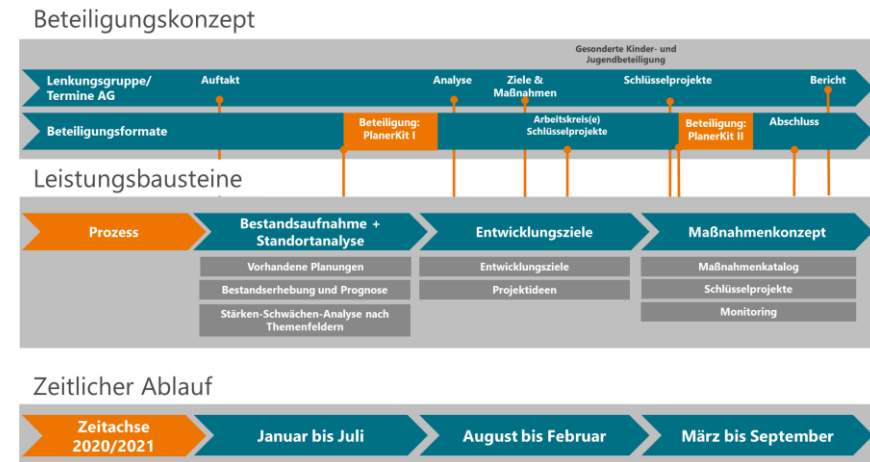 Beteiligungskonzept
Gesonderte Kinder- und
Jugendbeteiligung
Lenkungsgruppe/
Termine AG
Auftakt
Analyse
Ziele &
Maßnahmen
Schlüsselprojekte
Bericht
Beteiligungsformate
Beteiligung:
PlanerKit I
Arbeitskreis(e)
Schlüsselprojekte
Beteiligung:
PlanerKit II
Abschluss
Leistungsbausteine
Prozess
Bestandsaufnahme +
Standortanalyse
Entwicklungsziele
Maßnahmenkonzept
Vorhandene Planungen
Bestandserhebung und Prognose
Stärken-Schwächen-Analyse nach
Themenfeldern
Entwicklungsziele
Projektideen
Maßnahmenkatalog
Schlüsselprojekte
Monitoring
Zeitlicher Ablauf
Zeitachse
2020/2021
Januar bis Juli
August bis Februar
März bis September